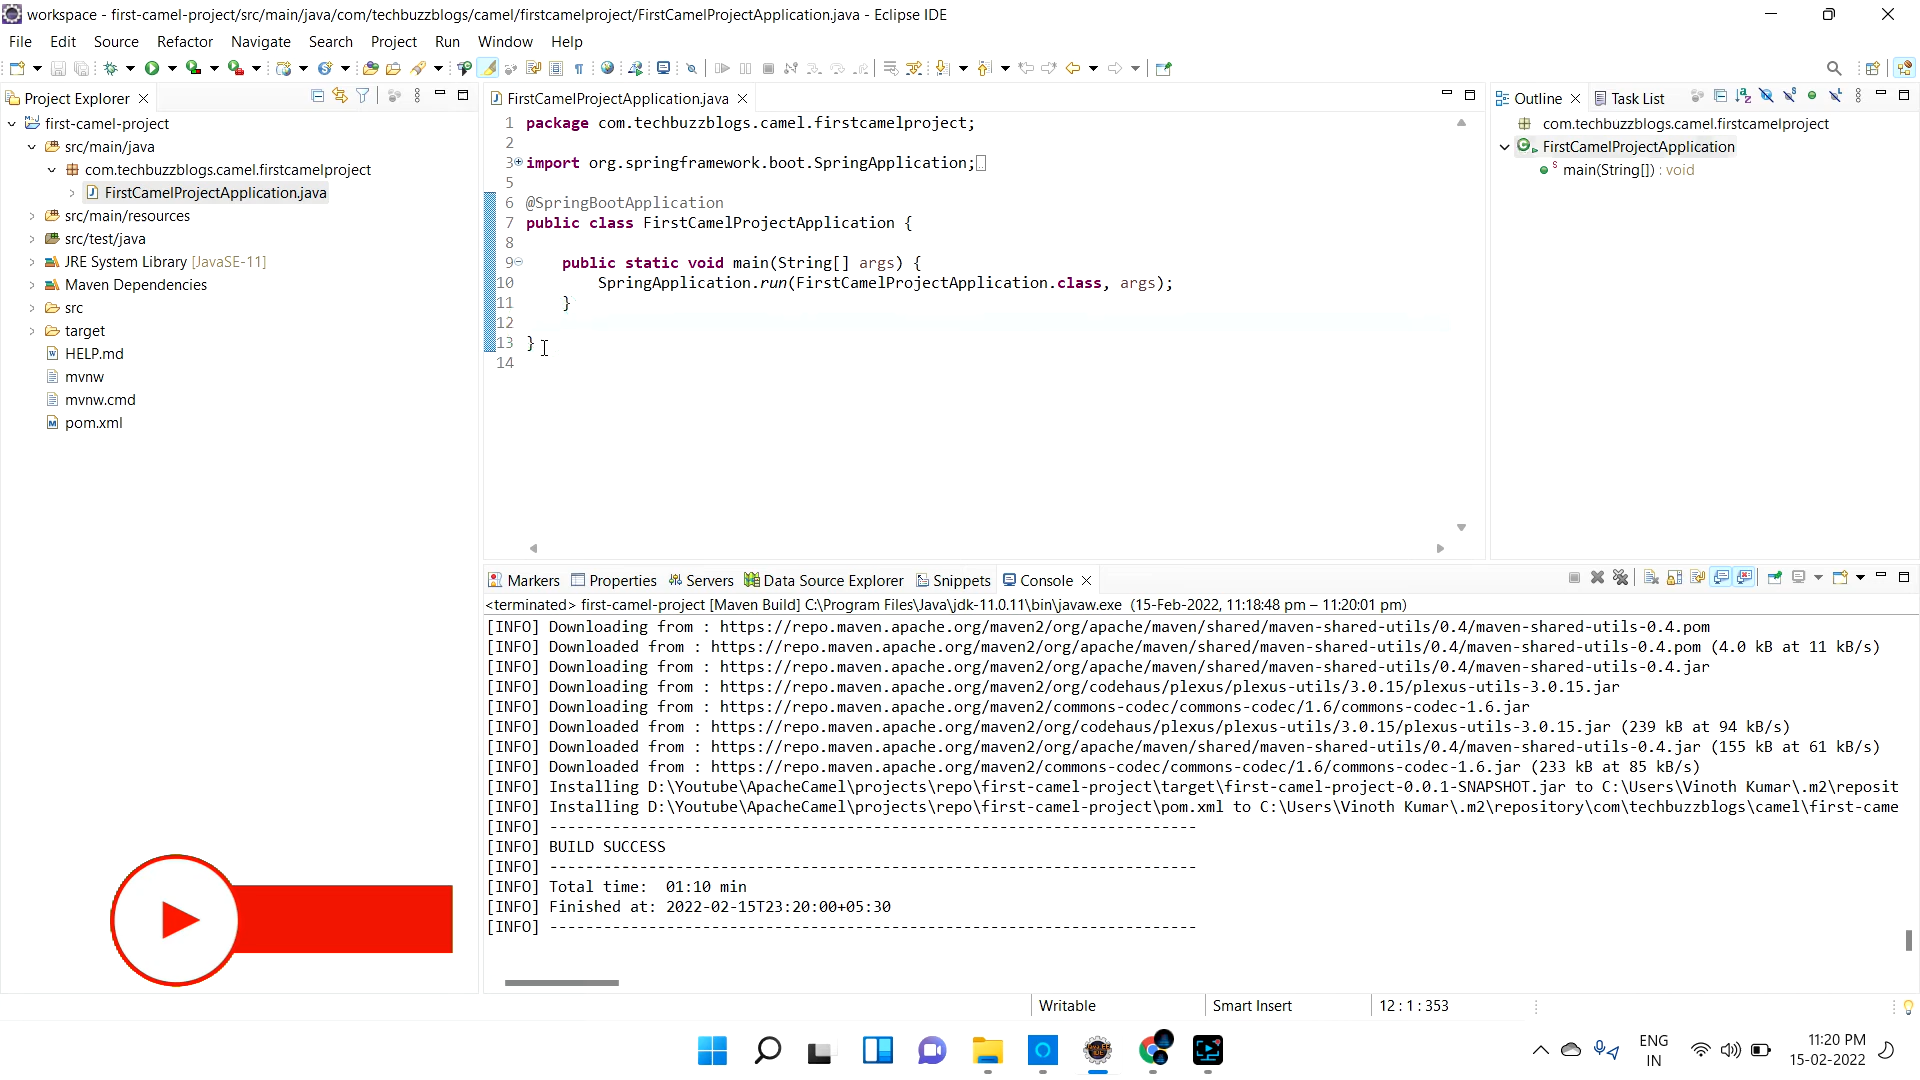 workspace - first-camel-project/src/main/java/com/techbuzzblogs/camel/firstcamelproject/FirstCamelProjectApplication.java - Eclipse IDE
File Edit Source Refactor Navigate Search Project Run Window Help
Project Explorer
first-camel-project
src/main/java
com.techbuzzblogs.camel.firstcamelproject
FirstCamelProjectApplication.java
src/main/resources
src/test/java
JRE System Library [JavaSE-11]
Maven Dependencies
src
target
HELP.md
mvnw
mvnw.cmd
pom.xml
FirstCamelProjectApplication.java
1 package com.techbuzzblogs.camel.firstcamelproject;
2
3 import org.springframework.boot.SpringApplication;
5
6 @SpringBootApplication
7 public class FirstCamelProjectApplication {
8
9 public static void main(String[] args) {
10 SpringApplication.run(FirstCamelProjectApplication.class, args);
11 }
12
13 }
14
Outline Task List
com.techbuzzblogs.camel.firstcamelproject
FirstCamelProjectApplication
main(String[]) : void
Markers Properties Servers Data Source Explorer Snippets Console
<terminated> first-camel-project [Maven Build] C:\Program Files\Java\jdk-11.0.11\bin\javaw.exe (15-Feb-2022, 11:18:48 pm – 11:20:01 pm)
[INFO] Downloading from : https://repo.maven.apache.org/maven2/org/apache/maven/shared/maven-shared-utils/0.4/maven-shared-utils-0.4.pom
[INFO] Downloaded from : https://repo.maven.apache.org/maven2/org/apache/maven/shared/maven-shared-utils/0.4/maven-shared-utils-0.4.pom (4.0 kB at 11 kB/s)
[INFO] Downloading from : https://repo.maven.apache.org/maven2/org/apache/maven/shared/maven-shared-utils/0.4/maven-shared-utils-0.4.jar
[INFO] Downloading from : https://repo.maven.apache.org/maven2/org/codehaus/plexus/plexus-utils/3.0.15/plexus-utils-3.0.15.jar
[INFO] Downloading from : https://repo.maven.apache.org/maven2/commons-codec/commons-codec/1.6/commons-codec-1.6.jar
[INFO] Downloaded from : https://repo.maven.apache.org/maven2/org/codehaus/plexus/plexus-utils/3.0.15/plexus-utils-3.0.15.jar (239 kB at 94 kB/s)
[INFO] Downloaded from : https://repo.maven.apache.org/maven2/org/apache/maven/shared/maven-shared-utils/0.4/maven-shared-utils-0.4.jar (155 kB at 61 kB/s)
[INFO] Downloaded from : https://repo.maven.apache.org/maven2/commons-codec/commons-codec/1.6/commons-codec-1.6.jar (233 kB at 85 kB/s)
[INFO] Installing D:\Youtube\ApacheCamel\projects\repo\first-camel-project\target\first-camel-project-0.0.1-SNAPSHOT.jar to C:\Users\Vinoth Kumar\.m2\reposit
[INFO] Installing D:\Youtube\ApacheCamel\projects\repo\first-camel-project\pom.xml to C:\Users\Vinoth Kumar\.m2\repository\com\techbuzzblogs\camel\first-came
[INFO] ------------------------------------------------------------------------
[INFO] BUILD SUCCESS
[INFO] ------------------------------------------------------------------------
[INFO] Total time:  01:10 min
[INFO] Finished at: 2022-02-15T23:20:00+05:30
[INFO] ------------------------------------------------------------------------
Writable Smart Insert 12 : 1 : 353
ENG
IN
11:20 PM
15-02-2022